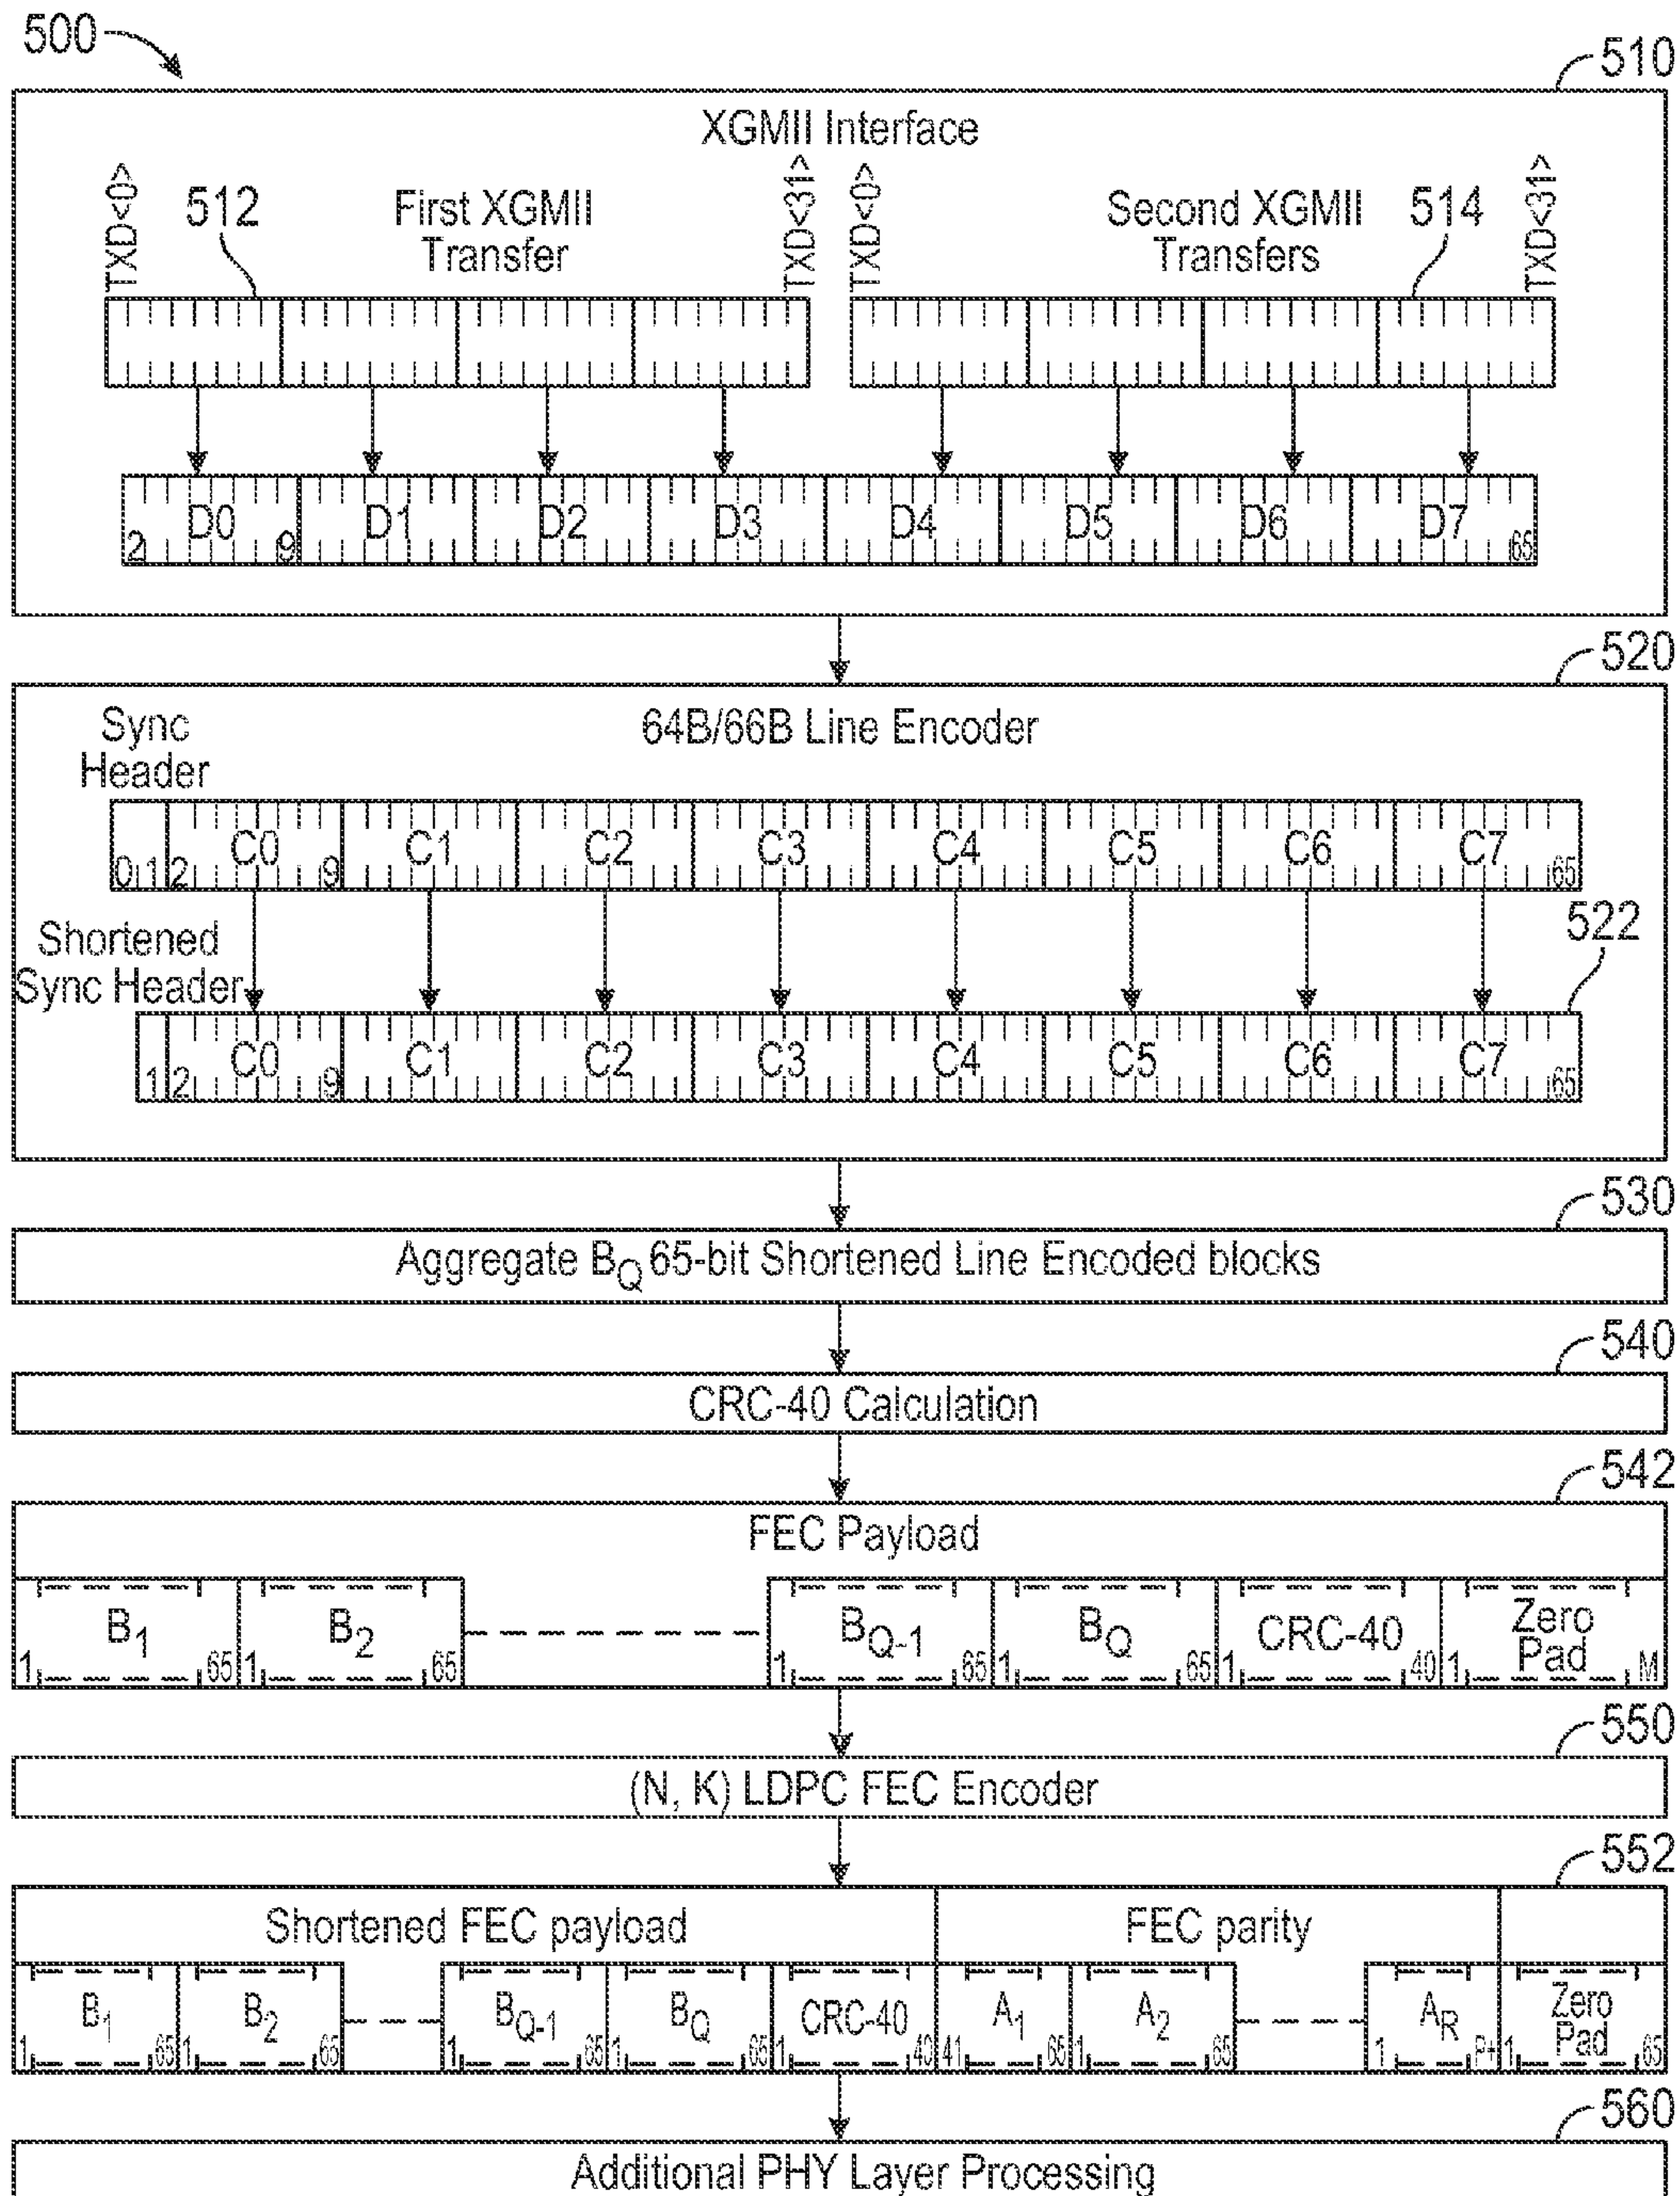 500
510
XGMII Interface
TXD<0> 512 First XGMII Transfer TXD<31> TXD<0> Second XGMII Transfers 514 TXD<31>
2 D0 9 D1 D2 D3 D4 D5 D6 D7 65
520
Sync Header 64B/66B Line Encoder
0 1 2 C0 9 C1 C2 C3 C4 C5 C6 C7 65
Shortened Sync Header 522
1 2 C0 9 C1 C2 C3 C4 C5 C6 C7 65
530
Aggregate BQ 65-bit Shortened Line Encoded blocks
540
CRC-40 Calculation
542
FEC Payload
1 B1 65 1 B2 65 1 BQ-1 65 1 BQ 65 1 CRC-40 40 1 Zero Pad M
550
(N, K) LDPC FEC Encoder
552
Shortened FEC payload FEC parity
1 B1 65 1 B2 65 1 BQ-1 65 1 BQ 65 1 CRC-40 40 41 A1 65 1 A2 65 1 AR P+ 1 Zero Pad 65
560
Additional PHY Layer Processing